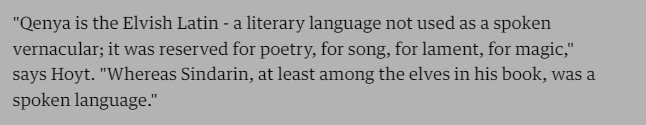 "Qenya is the Elvish Latin - a literary language not used as a spoken
vernacular; it was reserved for poetry, for song, for lament, for magic,"
says Hoyt. "Whereas Sindarin, at least among the elves in his book, was a
spoken language."